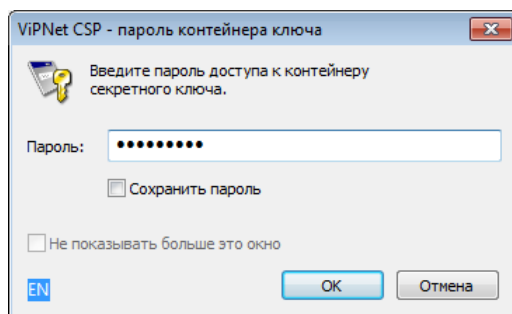 ViPNet CSP - пароль контейнера ключа
Введите пароль доступа к контейнеру
секретного ключа.
Пароль: •••••••••
Сохранить пароль
Не показывать больше это окно
EN
OK
Отмена